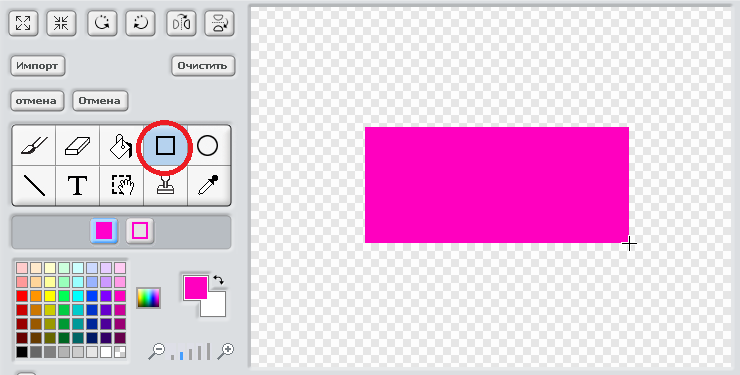 Импорт
Очистить
отмена
Отмена
T